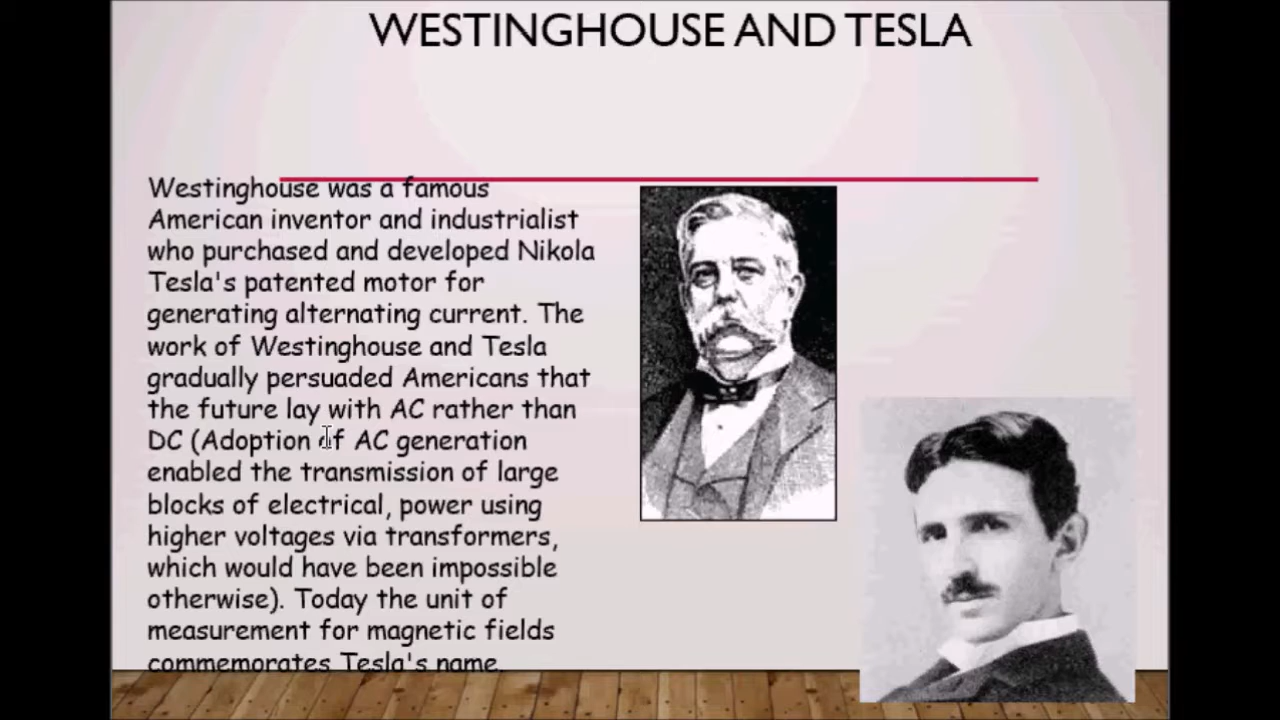 WESTINGHOUSE AND TESLA
Westinghouse was a famous
American inventor and industrialist
who purchased and developed Nikola
Tesla's patented motor for
generating alternating current. The
work of Westinghouse and Tesla
gradually persuaded Americans that
the future lay with AC rather than
DC (Adoption of AC generation
enabled the transmission of large
blocks of electrical, power using
higher voltages via transformers,
which would have been impossible
otherwise). Today the unit of
measurement for magnetic fields
commemorates Tesla's name.